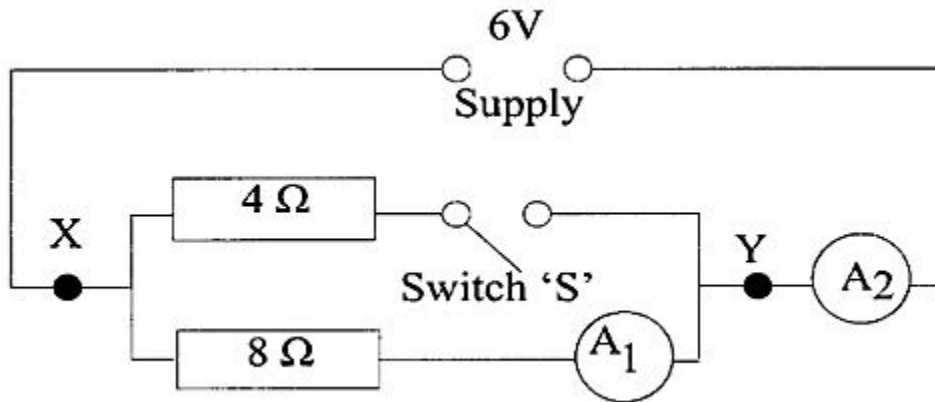 6V
Supply
4 Ω
X
Switch ‘S’
Y
A2
8 Ω
A1